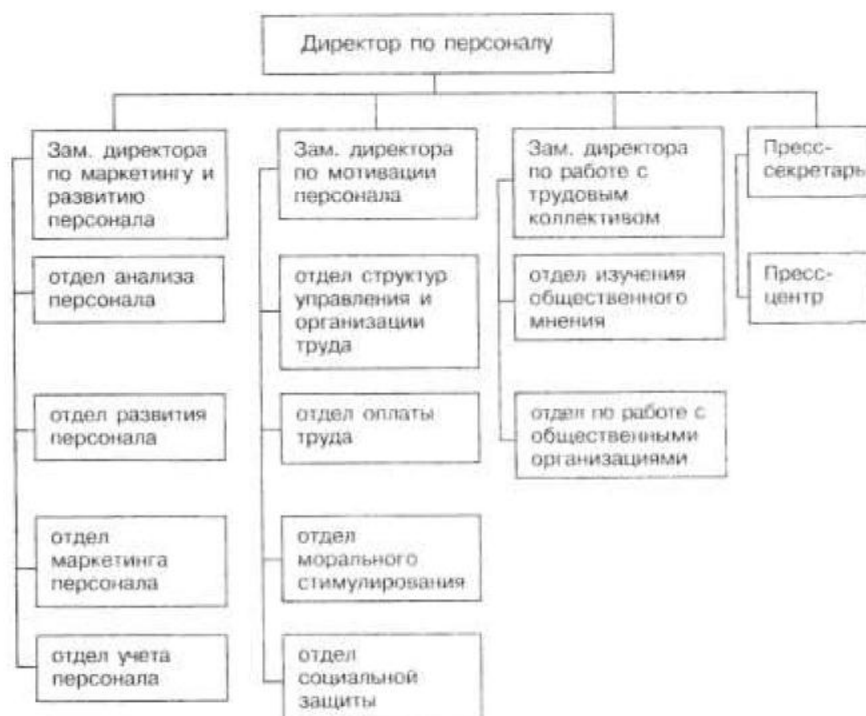 Директор по персоналу
Зам. директора
по маркетингу и
развитию
персонала
отдел анализа
персонала
отдел развития
персонала
отдел
маркетинга
персонала
отдел учета
персонала
Зам. директора
по мотивации
персонала
отдел структур
управления и
организации
труда
отдел оплаты
труда
отдел
морального
стимулирования
отдел
социальной
защиты
Зам. директора
по работе с
трудовым
коллективом
отдел изучения
общественного
мнения
отдел по работе с
общественными
организациями
Пресс-
секретарь
Пресс-
центр